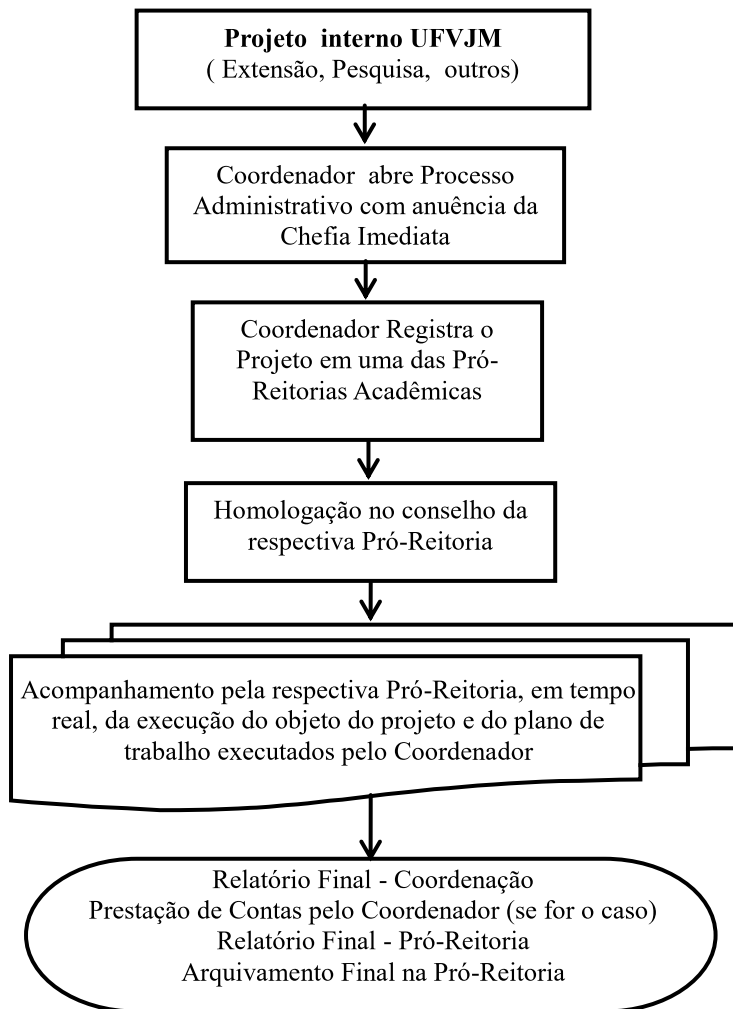 Projeto interno UFVJM
( Extensão, Pesquisa, outros)
Coordenador abre Processo
Administrativo com anuência da
Chefia Imediata
Coordenador Registra o
Projeto em uma das Pró-
Reitorias Acadêmicas
Homologação no conselho da
respectiva Pró-Reitoria
Acompanhamento pela respectiva Pró-Reitoria, em tempo
real, da execução do objeto do projeto e do plano de
trabalho executados pelo Coordenador
Relatório Final - Coordenação
Prestação de Contas pelo Coordenador (se for o caso)
Relatório Final - Pró-Reitoria
Arquivamento Final na Pró-Reitoria